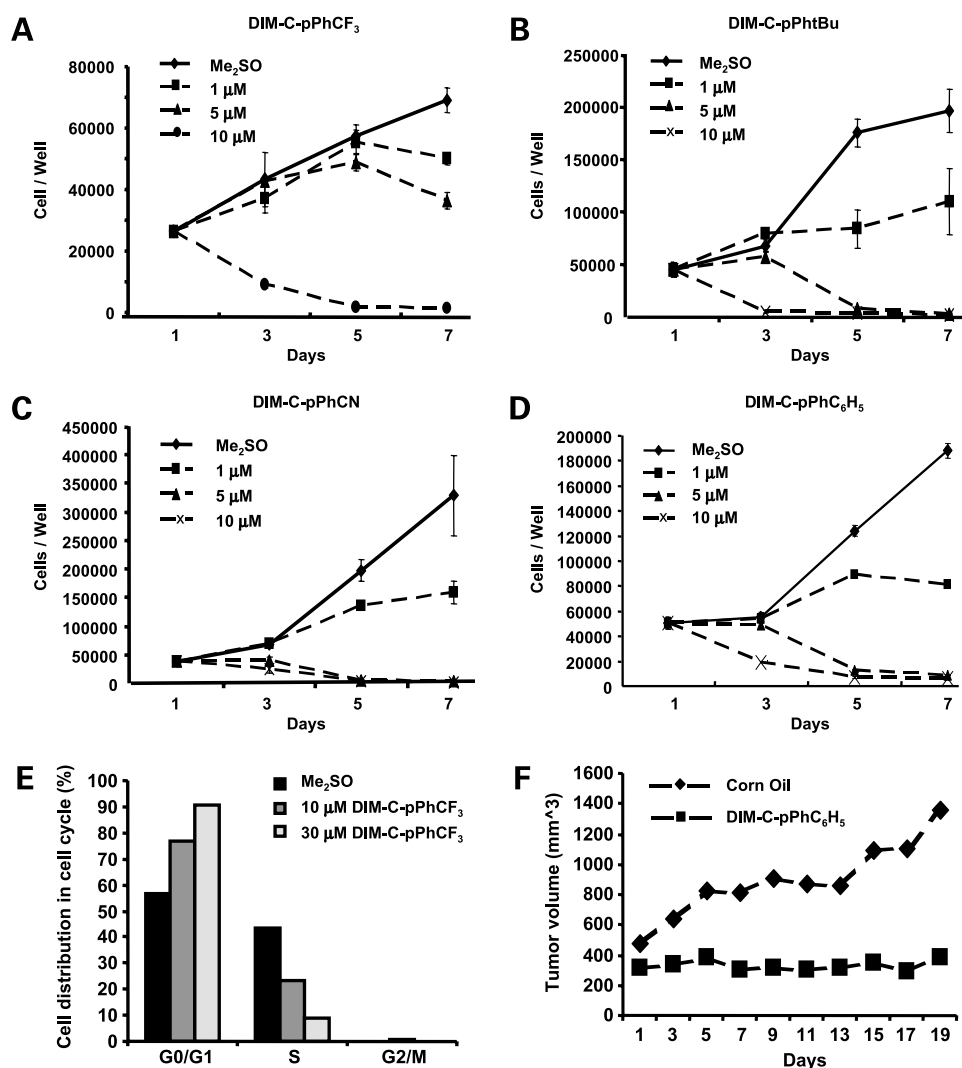 A
DIM-C-pPhCF₃
Me₂SO
1 μM
5 μM
10 μM
80000
60000
40000
20000
0
Cell / Well
1 3 5 7
Days
B
DIM-C-pPhtBu
Me₂SO
1 μM
5 μM
10 μM
250000
200000
150000
100000
50000
0
Cells / Well
1 3 5 7
Days
C
DIM-C-pPhCN
Me₂SO
1 μM
5 μM
10 μM
450000
400000
350000
300000
250000
200000
150000
100000
50000
0
Cells / Well
1 3 5 7
Days
D
DIM-C-pPhC₆H₅
Me₂SO
1 μM
5 μM
10 μM
200000
180000
160000
140000
120000
100000
80000
60000
40000
20000
0
Cells / Well
1 3 5 7
Days
E
Me₂SO
10 μM DIM-C-pPhCF₃
30 μM DIM-C-pPhCF₃
100
90
80
70
60
50
40
30
20
10
0
Cell distribution in cell cycle (%)
G0/G1 S G2/M
F
Corn Oil
DIM-C-pPhC₆H₅
1600
1400
1200
1000
800
600
400
200
0
Tumor volume (mm^3)
1 3 5 7 9 11 13 15 17 19
Days